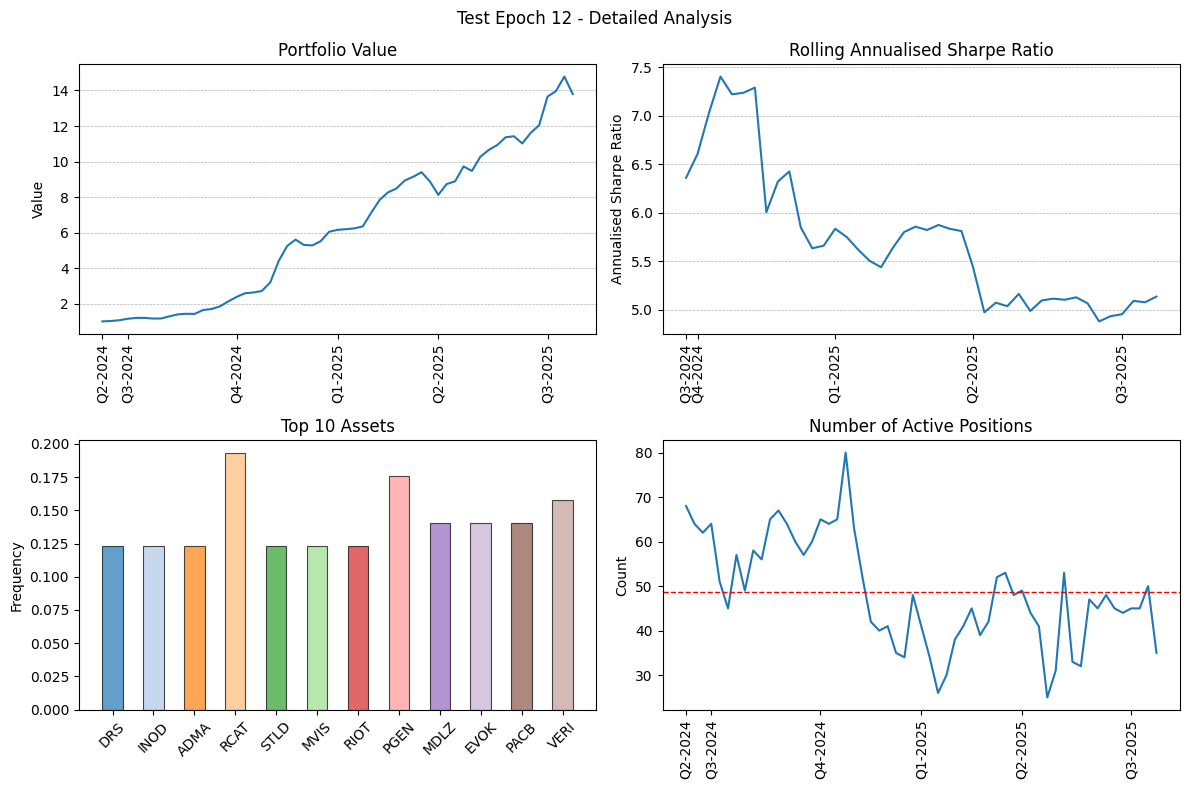 Test Epoch 12 - Detailed Analysis
Portfolio Value
Value
14
12
10
8
6
4
2
Q2-2024
Q3-2024
Q4-2024
Q1-2025
Q2-2025
Q3-2025
Rolling Annualised Sharpe Ratio
Annualised Sharpe Ratio
7.5
7.0
6.5
6.0
5.5
5.0
Q3-2024
Q4-2024
Q1-2025
Q2-2025
Q3-2025
Top 10 Assets
Frequency
0.200
0.175
0.150
0.125
0.100
0.075
0.050
0.025
0.000
DRS
INOD
ADMA
RCAT
STLD
MVIS
RIOT
PGEN
MDLZ
EVOK
PACB
VERI
Number of Active Positions
Count
80
70
60
50
40
30
Q2-2024
Q3-2024
Q4-2024
Q1-2025
Q2-2025
Q3-2025